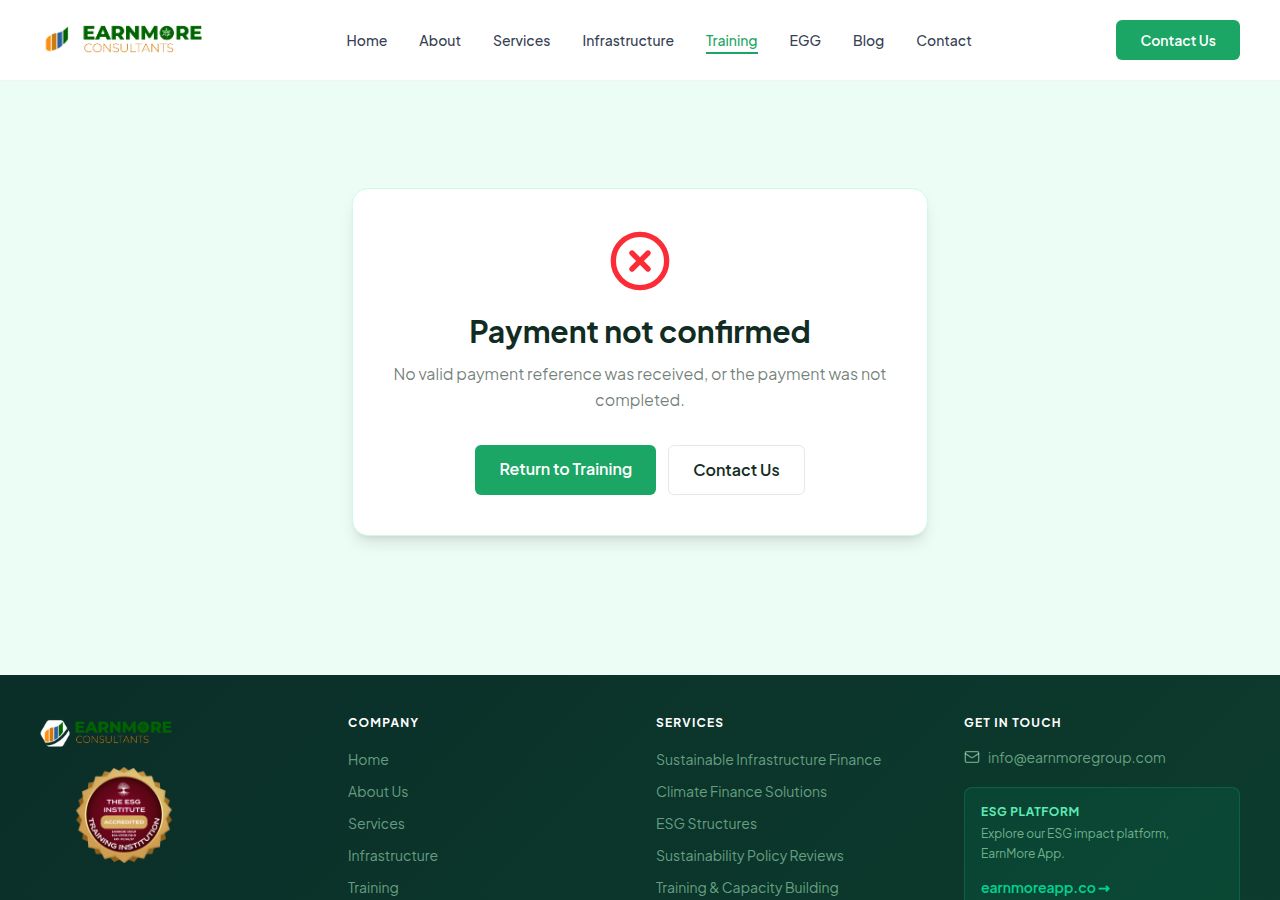 EARNMORE
CONSULTANTS
Home
About
Services
Infrastructure
Training
EGG
Blog
Contact
Contact Us
Payment not confirmed
No valid payment reference was received, or the payment was not
completed.
Return to Training
Contact Us
EARNMORE
CONSULTANTS
THE ESG
INSTITUTE
ACCREDITED
TRAINING INSTITUTION
COMPANY
Home
About Us
Services
Infrastructure
Training
SERVICES
Sustainable Infrastructure Finance
Climate Finance Solutions
ESG Structures
Sustainability Policy Reviews
Training & Capacity Building
GET IN TOUCH
info@earnmoregroup.com
ESG PLATFORM
Explore our ESG impact platform,
EarnMore App.
earnmoreapp.co →